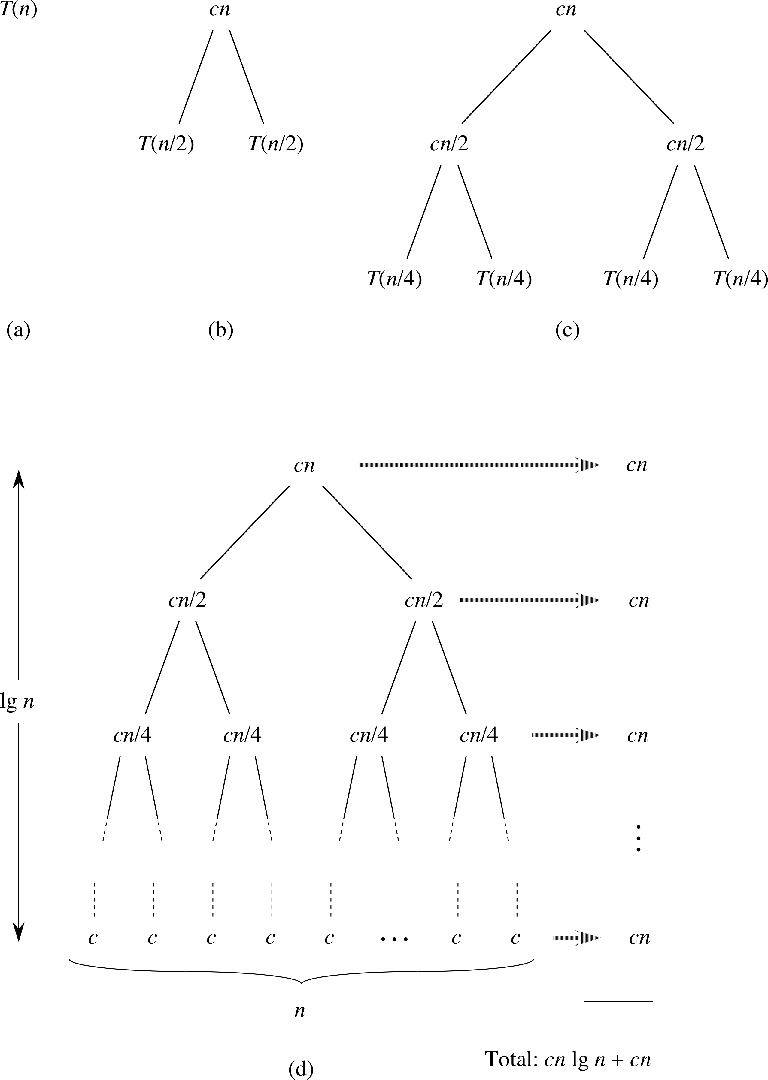 T(n) cn cn
T(n/2) T(n/2) cn/2 cn/2
T(n/4) T(n/4) T(n/4) T(n/4)
(a) (b) (c)
cn cn
cn/2 cn/2 cn
lg n
cn/4 cn/4 cn/4 cn/4 cn
⋮
c c c c c … c c cn
n
Total: cn lg n + cn
(d)